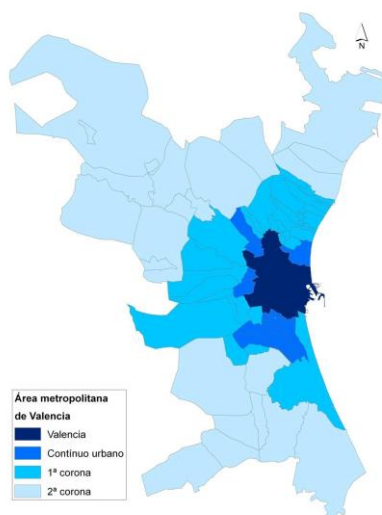 N
Área metropolitana
de Valencia
Valencia
Contínuo urbano
1ª corona
2ª corona